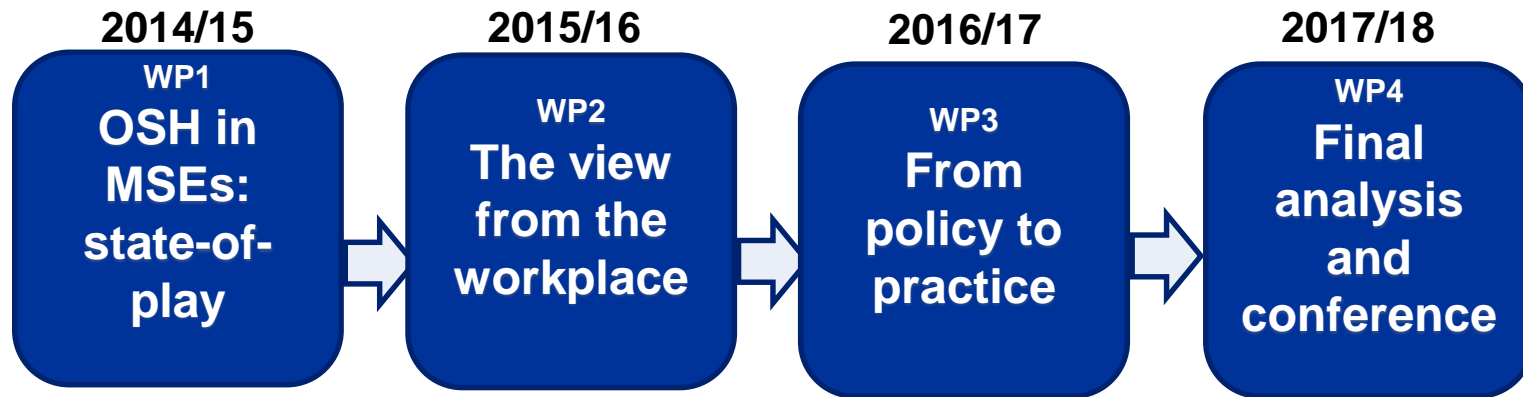 2014/15
WP1
OSH in
MSEs:
state-of-
play
2015/16
WP2
The view
from the
workplace
2016/17
WP3
From
policy to
practice
2017/18
WP4
Final
analysis
and
conference